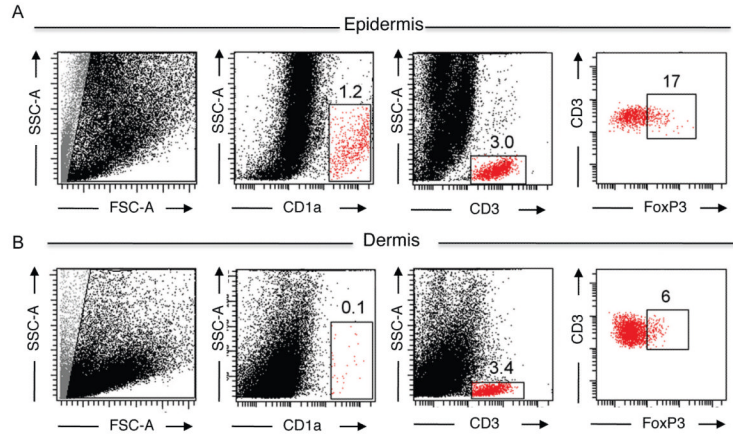 A
Epidermis
SSC-A
FSC-A
SSC-A
1.2
CD1a
SSC-A
3.0
CD3
CD3
17
FoxP3
B
Dermis
SSC-A
FSC-A
SSC-A
0.1
CD1a
SSC-A
3.4
CD3
CD3
6
FoxP3